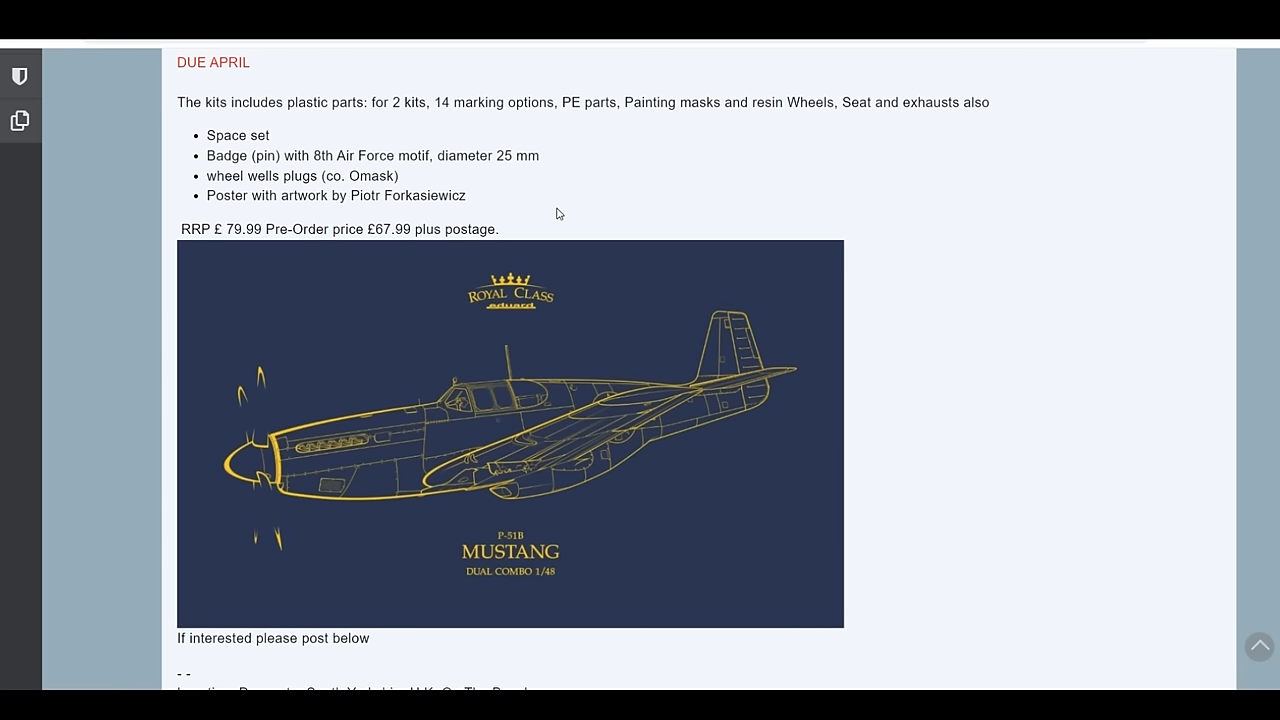 DUE APRIL
The kits includes plastic parts: for 2 kits, 14 marking options, PE parts, Painting masks and resin Wheels, Seat and exhausts also
Space set
Badge (pin) with 8th Air Force motif, diameter 25 mm
wheel wells plugs (co. Omask)
Poster with artwork by Piotr Forkasiewicz
RRP £ 79.99 Pre-Order price £67.99 plus postage.
ROYAL CLASS
eduard
P-51B
MUSTANG
DUAL COMBO 1/48
If interested please post below
- -